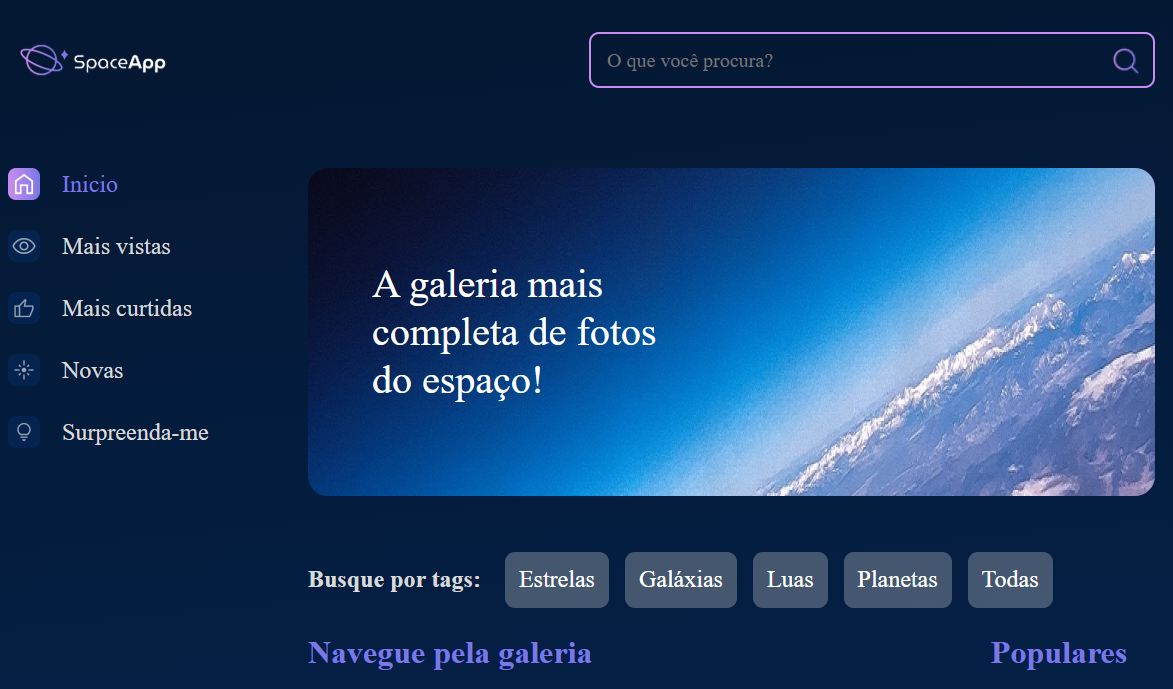 SpaceApp
O que você procura?
Inicio
Mais vistas
Mais curtidas
Novas
Surpreenda-me
A galeria mais
completa de fotos
do espaço!
Busque por tags:
Estrelas
Galáxias
Luas
Planetas
Todas
Navegue pela galeria
Populares